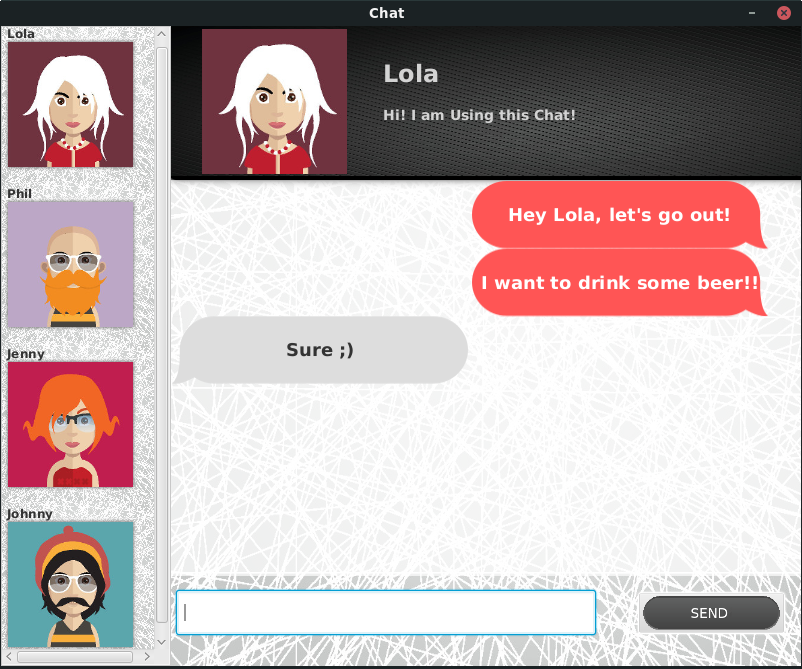 Chat
Lola
Phil
Jenny
Johnny
Lola
Hi! I am Using this Chat!
Hey Lola, let's go out!
I want to drink some beer!!
Sure ;)
SEND